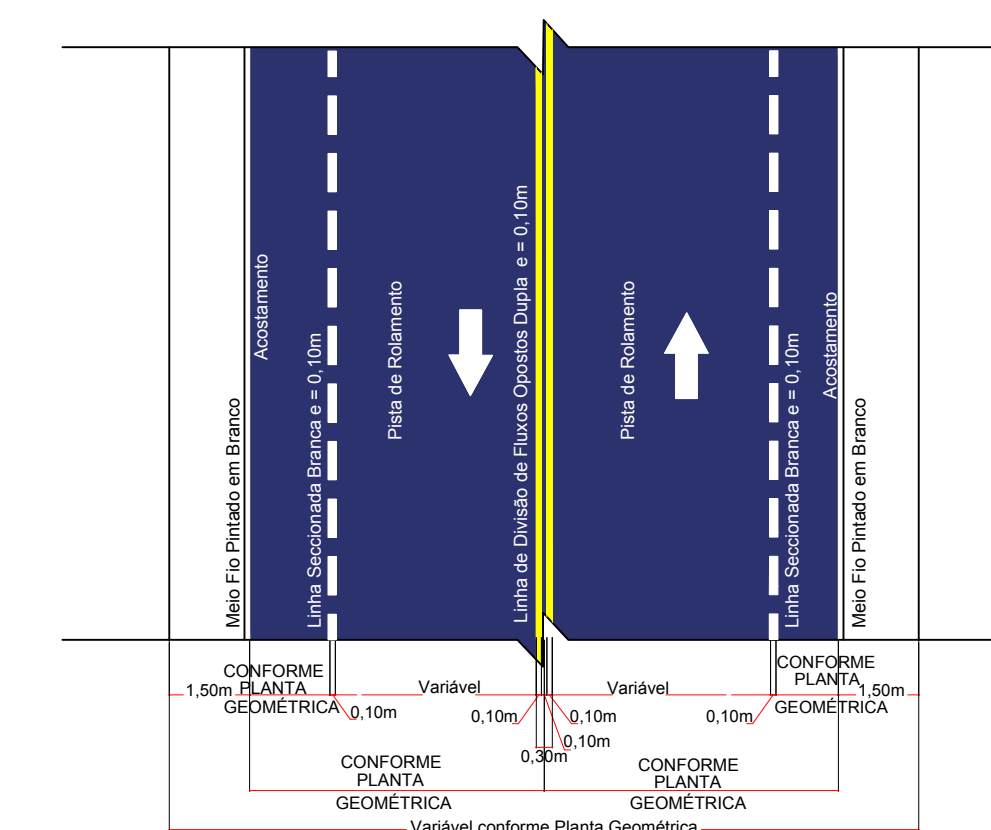 Meio Fio Pintado em Branco
Acostamento
Linha Seccionada Branca e = 0,10m
Pista de Rolamento
Linha de Divisão de Fluxos Opostos Dupla e = 0,10m
Pista de Rolamento
Linha Seccionada Branca e = 0,10m
Acostamento
Meio Fio Pintado em Branco
1,50m
CONFORME
PLANTA
GEOMÉTRICA
0,10m
Variável
0,10m
0,10m
0,10m
0,30m
Variável
0,10m
CONFORME
PLANTA
GEOMÉTRICA
1,50m
CONFORME
PLANTA
GEOMÉTRICA
CONFORME
PLANTA
GEOMÉTRICA
Variável conforme Planta Geométrica